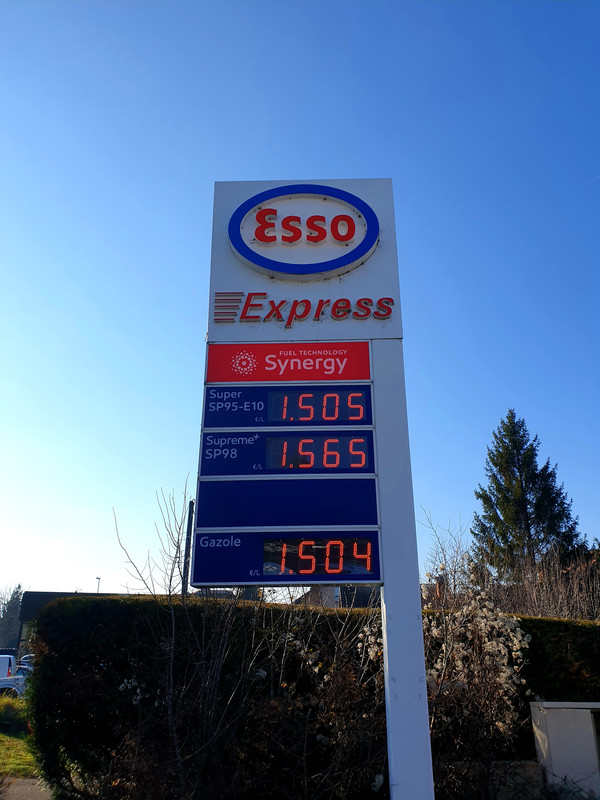 Esso
Express
FUEL TECHNOLOGY
Synergy
Super
SP95-E10
€/L
1.505
Supreme+
SP98
€/L
1.565
Gazole
€/L
1.504